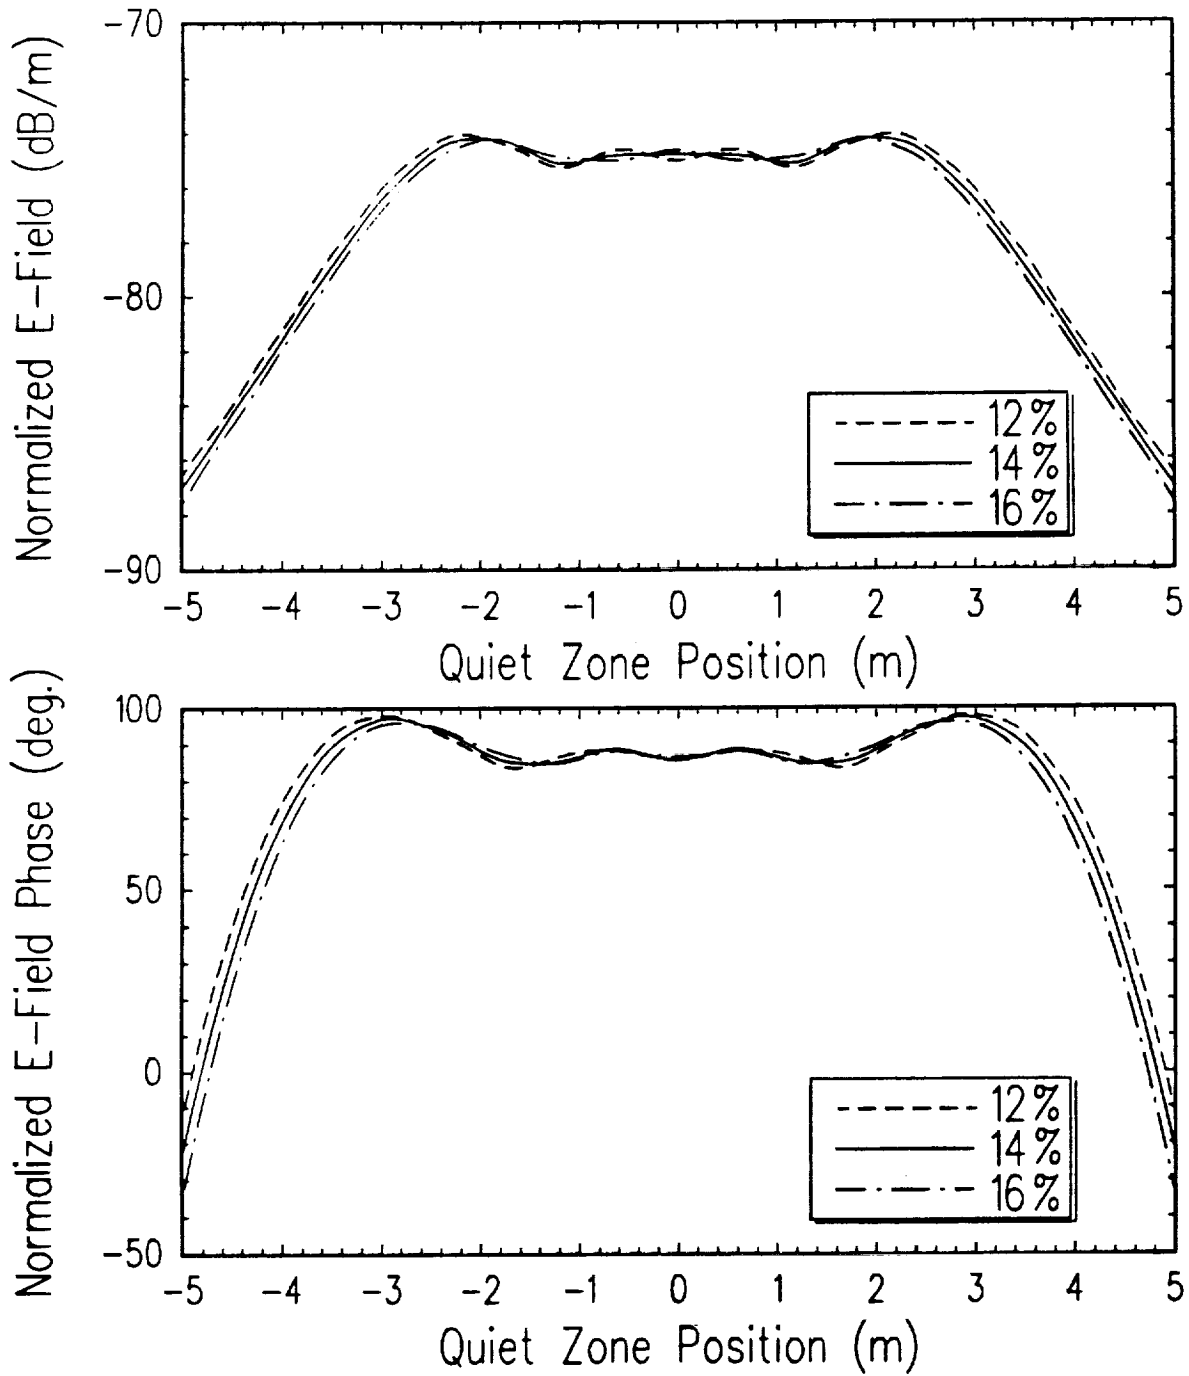 Normalized E-Field (dB/m)
-70
-80
-90
12%
14%
16%
-5 -4 -3 -2 -1 0 1 2 3 4 5
Quiet Zone Position (m)
Normalized E-Field Phase (deg.)
100
50
0
-50
12%
14%
16%
-5 -4 -3 -2 -1 0 1 2 3 4 5
Quiet Zone Position (m)